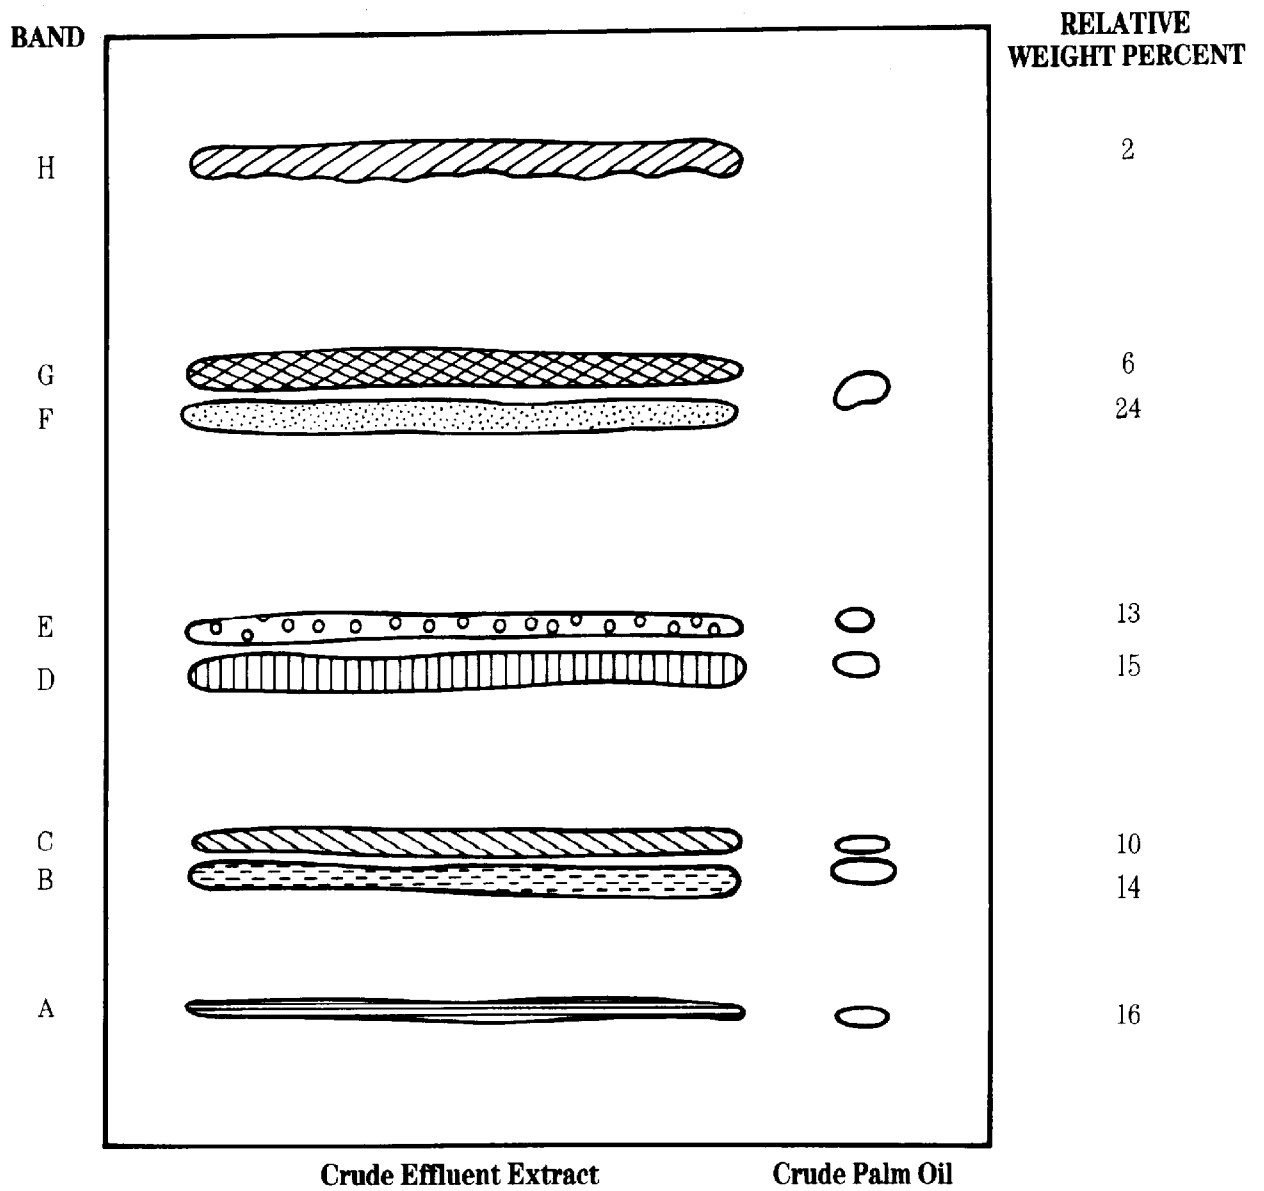 BAND
RELATIVE
WEIGHT PERCENT
H
2
G
6
F
24
E
13
D
15
C
10
B
14
A
16
Crude Effluent Extract
Crude Palm Oil